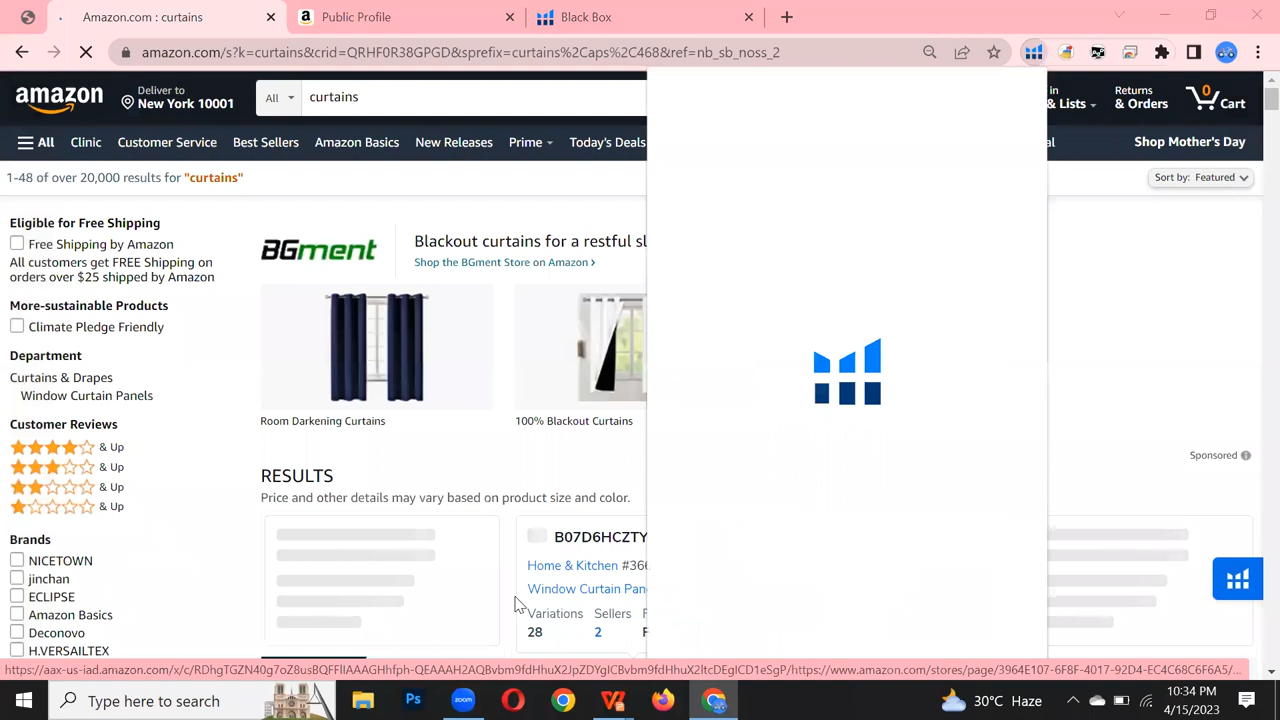 Amazon.com : curtains
Public Profile
Black Box
amazon.com/s?k=curtains&crid=QRHF0R38GPGD&sprefix=curtains%2Caps%2C468&ref=nb_sb_noss_2
amazon
Deliver to
New York 10001
All
curtains
in
& Lists
Returns
& Orders
0
Cart
All
Clinic
Customer Service
Best Sellers
Amazon Basics
New Releases
Prime
Today's Deals
al
Shop Mother's Day
1-48 of over 20,000 results for "curtains"
Sort by: Featured
Eligible for Free Shipping
Free Shipping by Amazon
All customers get FREE Shipping on
orders over $25 shipped by Amazon
More-sustainable Products
Climate Pledge Friendly
Department
Curtains & Drapes
Window Curtain Panels
Customer Reviews
& Up
& Up
& Up
& Up
Brands
NICETOWN
jinchan
ECLIPSE
Amazon Basics
Deconovo
H.VERSAILTEX
BGment
Blackout curtains for a restful sl
Shop the BGment Store on Amazon ›
Room Darkening Curtains
100% Blackout Curtains
Sponsored
RESULTS
Price and other details may vary based on product size and color.
B07D6HCZTY
Home & Kitchen #366
Window Curtain Pan
Variations
Sellers
F
28
2
F
Type here to search
Ps
zoom
30°C Haze
10:34 PM
4/15/2023